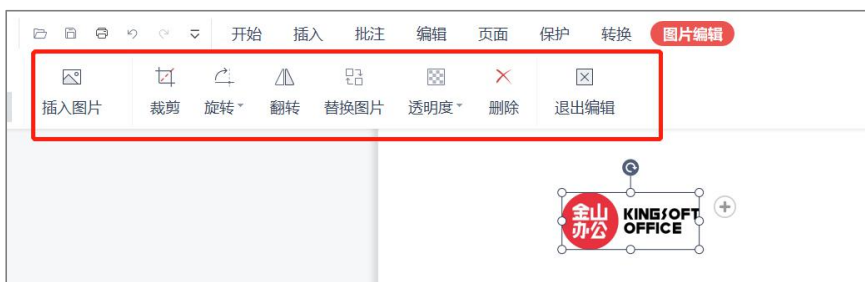 开始 插入 批注 编辑 页面 保护 转换 图片编辑
插入图片 裁剪 旋转 翻转 替换图片 透明度 删除 退出编辑
金山 KINGSOFT
办公 OFFICE